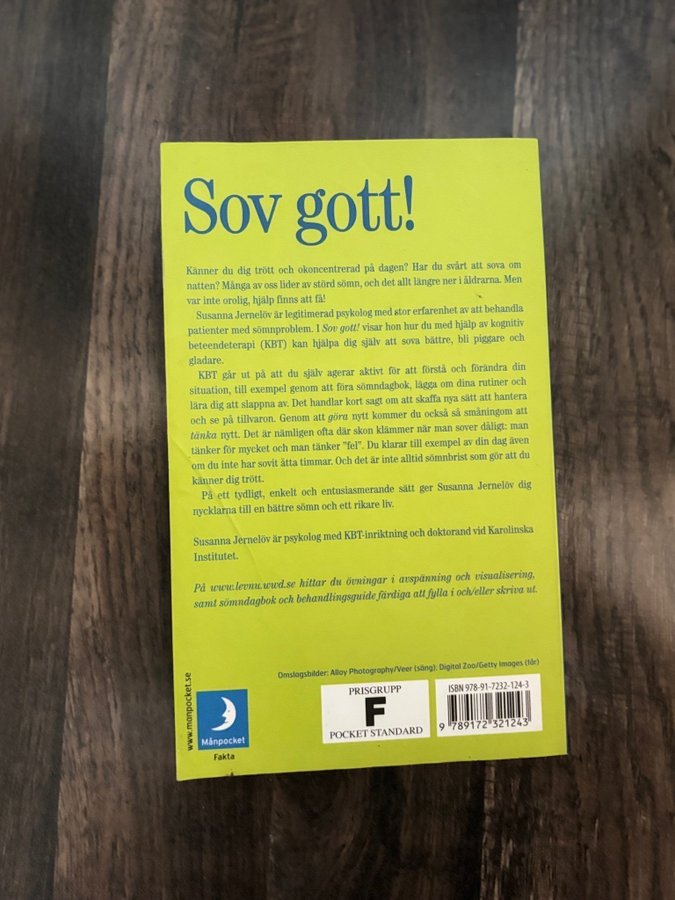 Sov gott!
Känner du dig trött och okoncentrerad på dagen? Har du svårt att sova om
natten? Många av oss lider av störd sömn, och det allt längre ner i åldrarna. Men
var inte orolig, hjälp finns att få!
Susanna Jernelöv är legitimerad psykolog med stor erfarenhet av att behandla
patienter med sömnproblem. I Sov gott! visar hon hur du med hjälp av kognitiv
beteendeterapi (KBT) kan hjälpa dig själv att sova bättre, bli piggare och
gladare.
KBT går ut på att du själv agerar aktivt för att förstå och förändra din
situation, till exempel genom att föra sömndagbok, lägga om dina rutiner och
lära dig att slappna av. Det handlar kort sagt om att skaffa nya sätt att hantera
och se på tillvaron. Genom att göra nytt kommer du också så småningom att
tänka nytt. Det är nämligen ofta där skon klämmer när man sover dåligt: man
tänker för mycket och man tänker "fel". Du klarar till exempel av din dag även
om du inte har sovit åtta timmar. Och det är inte alltid sömnbrist som gör att du
känner dig trött.
På ett tydligt, enkelt och entusiasmerande sätt ger Susanna Jernelöv dig
nycklarna till en bättre sömn och ett rikare liv.
Susanna Jernelöv är psykolog med KBT-inriktning och doktorand vid Karolinska
Institutet.
På www.levnu.wwd.se hittar du övningar i avspänning och visualisering,
samt sömndagbok och behandlingsguide färdiga att fylla i och/eller skriva ut.
Omslagsbilder: Alloy Photography/Veer (säng); Digital Zoo/Getty Images (får)
www.manpocket.se
Månpocket
Fakta
PRISGRUPP
F
POCKET STANDARD
ISBN 978-91-7232-124-3
9 789172 321243